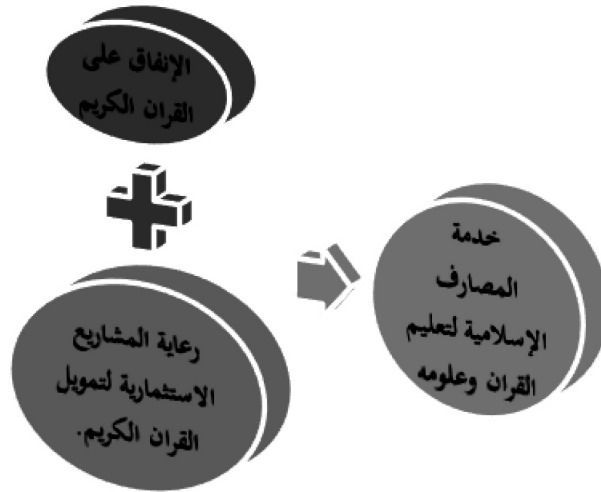 الإنفاق على
القران الكريم
رعاية المشاريع
الاستثمارية لتمويل
القران الكريم.
خدمة
المصارف
الإسلامية لتعليم
القران وعلومه